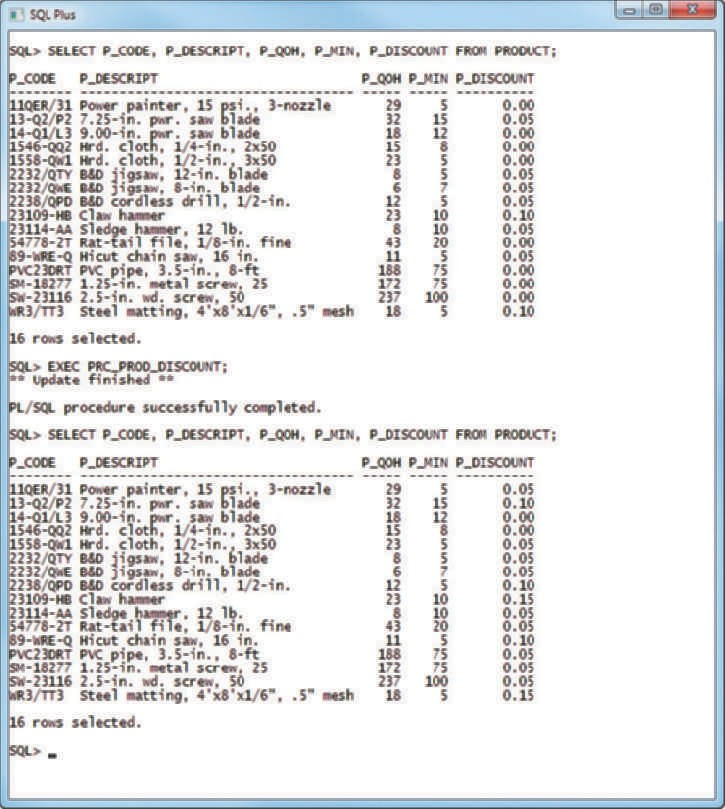 SQL Plus
SQL> SELECT P_CODE, P_DESCRIPT, P_QOH, P_MIN, P_DISCOUNT FROM PRODUCT;
P_CODE P_DESCRIPT P_QOH P_MIN P_DISCOUNT
-------- ----------------------------------- ----- ----- ----------
11QER/31 Power painter, 15 psi., 3-nozzle 29 5 0.00
13-Q2/P2 7.25-in. pwr. saw blade 32 15 0.05
14-Q1/L3 9.00-in. pwr. saw blade 18 12 0.00
1546-QQ2 Hrd. cloth, 1/4-in., 2x50 15 8 0.00
1558-QW1 Hrd. cloth, 1/2-in., 3x50 23 5 0.00
2232/QTY B&D jigsaw, 12-in. blade 8 5 0.05
2232/QWE B&D jigsaw, 8-in. blade 6 7 0.05
2238/QPD B&D cordless drill, 1/2-in. 12 5 0.05
23109-HB Claw hammer 23 10 0.10
23114-AA Sledge hammer, 12 lb. 8 10 0.05
54778-2T Rat-tail file, 1/8-in. fine 43 20 0.00
89-WRE-Q Hicut chain saw, 16 in. 11 5 0.05
PVC23DRT PVC pipe, 3.5-in., 8-ft 188 75 0.00
SM-18277 1.25-in. metal screw, 25 172 75 0.00
SW-23116 2.5-in. wd. screw, 50 237 100 0.00
WR3/TT3 Steel matting, 4'x8'x1/6", .5" mesh 18 5 0.10
16 rows selected.
SQL> EXEC PRC_PROD_DISCOUNT;
** Update finished **
PL/SQL procedure successfully completed.
SQL> SELECT P_CODE, P_DESCRIPT, P_QOH, P_MIN, P_DISCOUNT FROM PRODUCT;
P_CODE P_DESCRIPT P_QOH P_MIN P_DISCOUNT
-------- ----------------------------------- ----- ----- ----------
11QER/31 Power painter, 15 psi., 3-nozzle 29 5 0.05
13-Q2/P2 7.25-in. pwr. saw blade 32 15 0.10
14-Q1/L3 9.00-in. pwr. saw blade 18 12 0.00
1546-QQ2 Hrd. cloth, 1/4-in., 2x50 15 8 0.00
1558-QW1 Hrd. cloth, 1/2-in., 3x50 23 5 0.05
2232/QTY B&D jigsaw, 12-in. blade 8 5 0.05
2232/QWE B&D jigsaw, 8-in. blade 6 7 0.05
2238/QPD B&D cordless drill, 1/2-in. 12 5 0.10
23109-HB Claw hammer 23 10 0.15
23114-AA Sledge hammer, 12 lb. 8 10 0.05
54778-2T Rat-tail file, 1/8-in. fine 43 20 0.05
89-WRE-Q Hicut chain saw, 16 in. 11 5 0.10
PVC23DRT PVC pipe, 3.5-in., 8-ft 188 75 0.05
SM-18277 1.25-in. metal screw, 25 172 75 0.05
SW-23116 2.5-in. wd. screw, 50 237 100 0.05
WR3/TT3 Steel matting, 4'x8'x1/6", .5" mesh 18 5 0.15
16 rows selected.
SQL> _